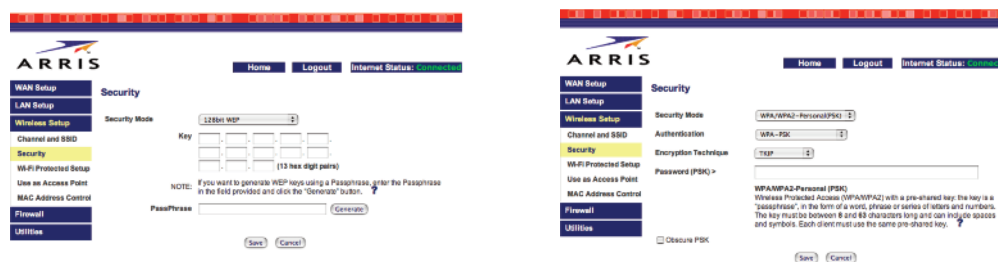 ARRIS
Home Logout Internet Status: Connected
WAN Setup
LAN Setup
Wireless Setup
Channel and SSID
Security
Wi-Fi Protected Setup
Use as Access Point
MAC Address Control
Firewall
Utilities
Security
Security Mode 128bit WEP
Key
(13 hex digit pairs)
NOTE: If you want to generate WEP keys using a Passphrase, enter the Passphrase
in the field provided and click the "Generate" button. ?
PassPhrase Generate
Save Cancel
ARRIS
Home Logout Internet Status: Connec
WAN Setup
LAN Setup
Wireless Setup
Channel and SSID
Security
Wi-Fi Protected Setup
Use as Access Point
MAC Address Control
Firewall
Utilities
Security
Security Mode WPA/WPA2-Personal(PSK)
Authentication WPA-PSK
Encryption Technique TKIP
Password (PSK) >
WPA/WPA2-Personal (PSK)
Wireless Protected Access (WPA/WPA2) with a pre-shared key: the key is a
"passphrase", in the form of a word, phrase or series of letters and numbers.
The key must be between 8 and 63 characters long and can include spaces
and symbols. Each client must use the same pre-shared key. ?
Obscure PSK
Save Cancel